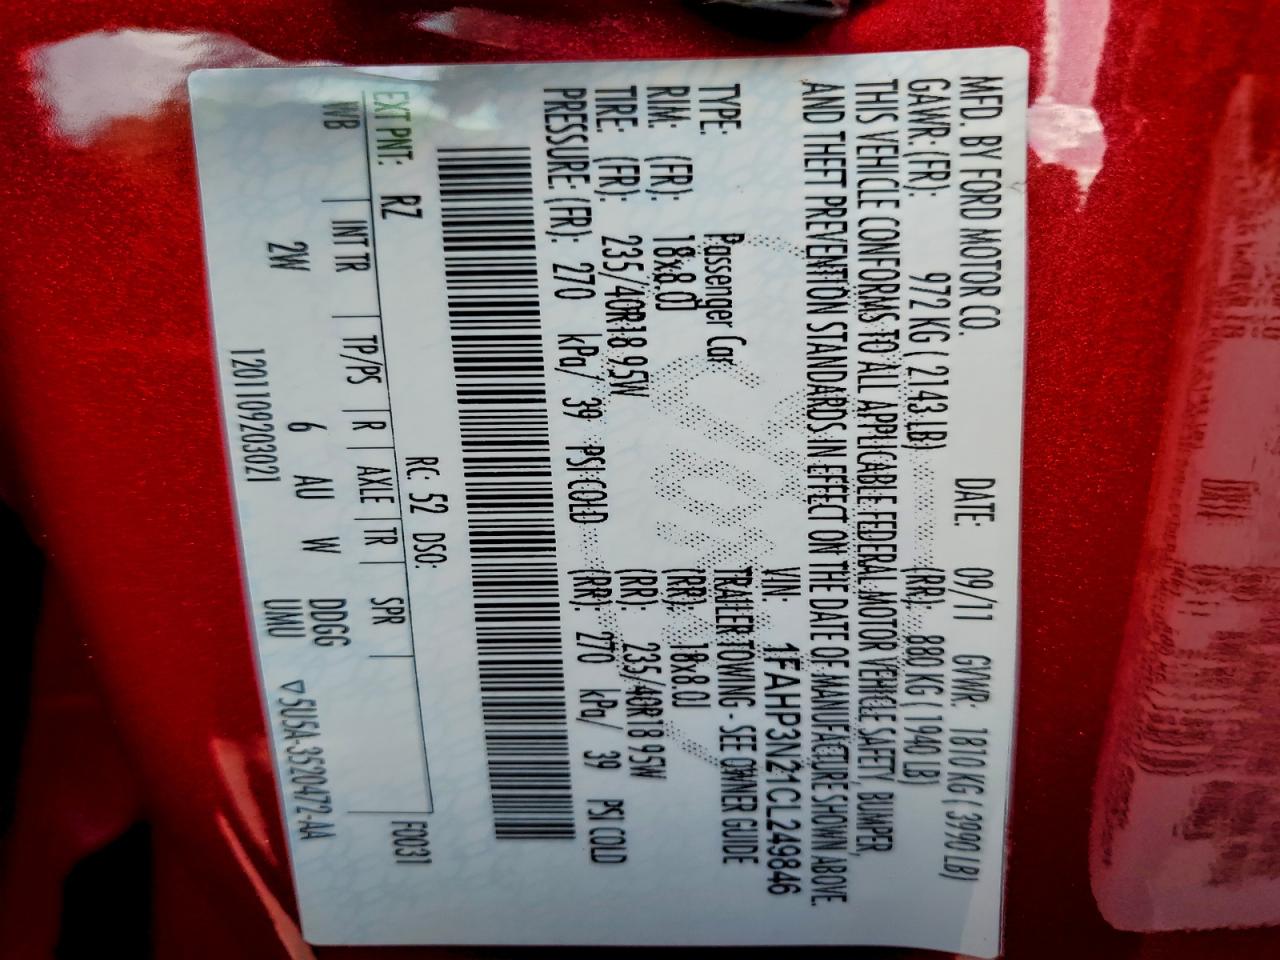 MFD. BY FORD MOTOR CO. DATE: 09/11 GVWR: 1810 KG ( 3990 LB)
GAWR: (FR): 972 KG ( 2143 LB) (RR): 880 KG ( 1940 LB)
THIS VEHICLE CONFORMS TO ALL APPLICABLE FEDERAL MOTOR VEHICLE SAFETY, BUMPER,
AND THEFT PREVENTION STANDARDS IN EFFECT ON THE DATE OF MANUFACTURE SHOWN ABOVE.
VIN: 1FAHP3N21CL249846
TYPE: Passenger Car TRAILER TOWING - SEE OWNER GUIDE
RIM: (FR): 18x8.0J (RR): 18x8.0J
TIRE: (FR): 235/40R18 95W (RR): 235/40R18 95W
PRESSURE: (FR): 270 kPa/ 39 PSI COLD (RR): 270 kPa/ 39 PSI COLD
EXT PNT: RZ RC: 52 DSO: F0031
WB INT TR TP/PS R AXLE TR SPR
2W 6 AU W DDGG
UMU ▽5U5A-3520472-AA
12011092 0302 1